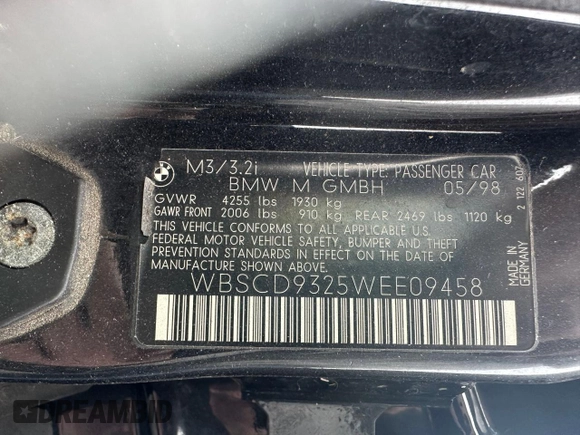 BMW
M3/3.2i VEHICLE TYPE: PASSENGER CAR
BMW M GMBH 05/98
GVWR 4255 lbs 1930 kg
GAWR FRONT 2006 lbs 910 kg REAR 2469 lbs 1120 kg
THIS VEHICLE CONFORMS TO ALL APPLICABLE U.S.
FEDERAL MOTOR VEHICLE SAFETY, BUMPER AND THEFT
PREVENTION STANDARDS IN EFFECT ON THE DATE OF
MANUFACTURE SHOWN ABOVE
WBSCD9325WEE09458
MADE IN
GERMANY
2 122 607
DREAMBID